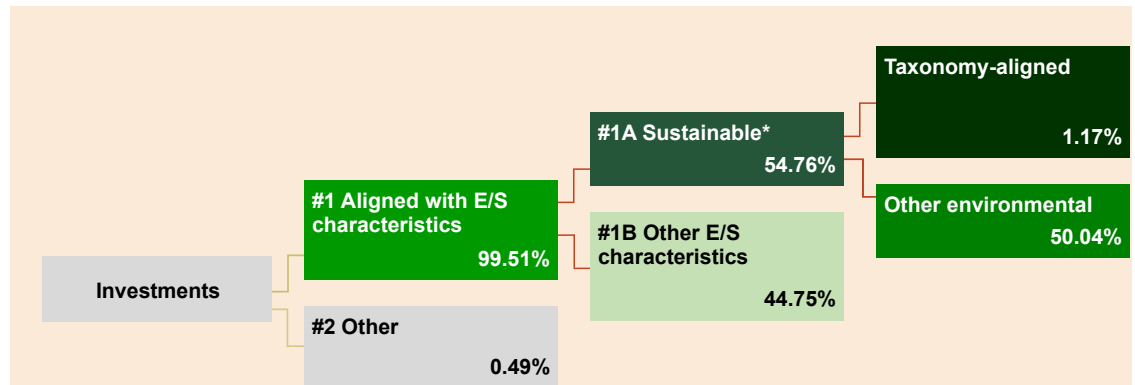 Investments
#1 Aligned with E/S
characteristics
99.51%
#2 Other
0.49%
#1A Sustainable*
54.76%
#1B Other E/S
characteristics
44.75%
Taxonomy-aligned
1.17%
Other environmental
50.04%